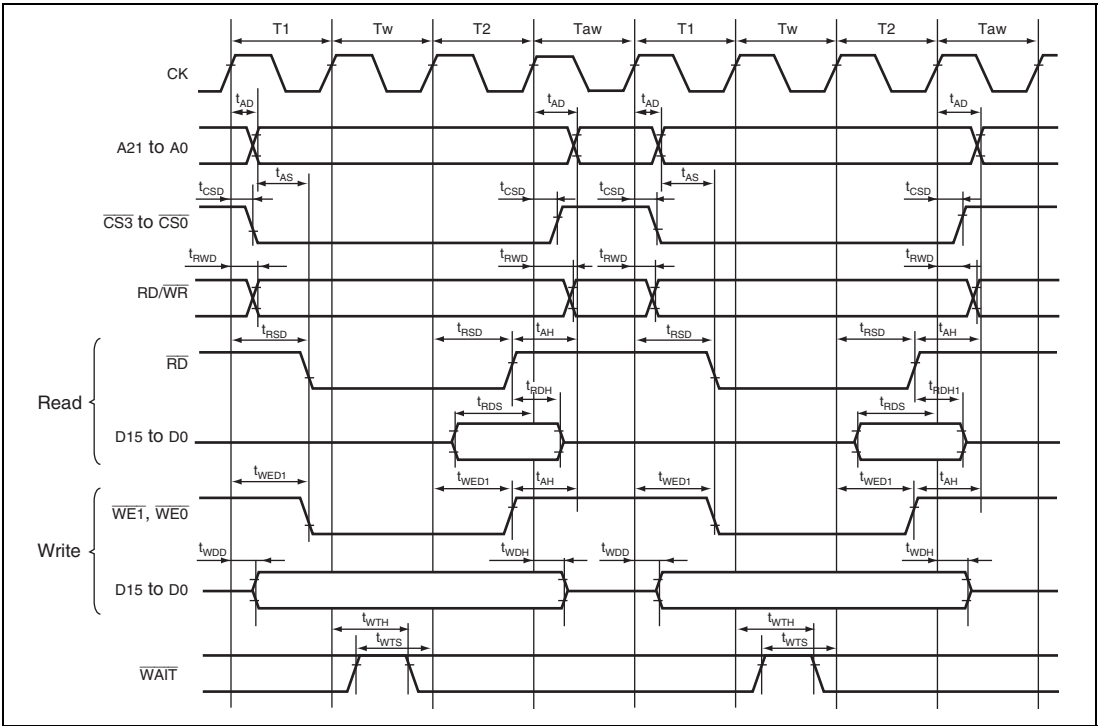 T1 Tw T2 Taw T1 Tw T2 Taw
CK
tAD tAD tAD tAD
A21 to A0
tAS tAS
tCSD tCSD tCSD tCSD
CS3 to CS0
tRWD tRWD tRWD tRWD
RD/WR
tRSD tRSD tAH tRSD tRSD tAH
RD
Read
tRDH tRDH1
tRDS tRDS
D15 to D0
tWED1 tWED1 tAH tWED1 tWED1 tAH
WE1, WE0
Write
tWDD tWDH tWDD tWDH
D15 to D0
tWTH tWTH
tWTS tWTS
WAIT